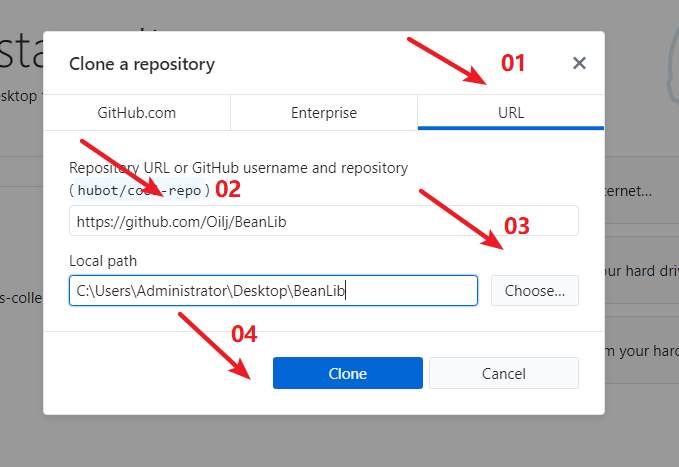 sta
Clone a repository
01
sktop
GitHub.com
Enterprise
URL
Repository URL or GitHub username and repository
(hubot/cool-repo)
02
ternet...
https://github.com/Oilj/BeanLib
03
Local path
our hard driv
C:\Users\Administrator\Desktop\BeanLib
Choose...
s-colle
04
m your hard
Clone
Cancel